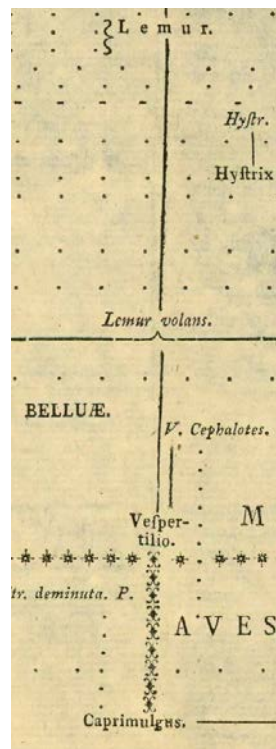 Lemur.
Hyſtr.
Hyſtrix
Lemur volans.
BELLUÆ.
V. Cephalotes.
Veſper-
tilio.
M
tr. deminuta. P.
AVES
Caprimulgus.